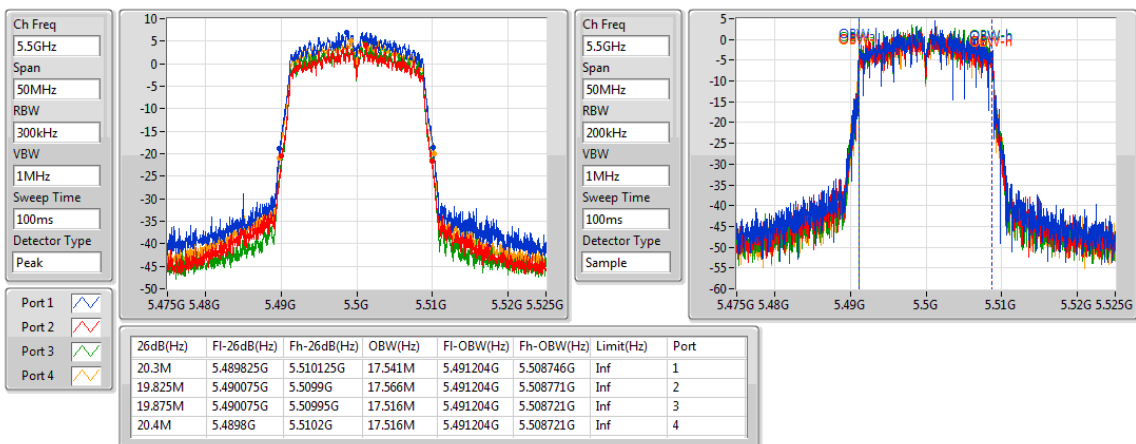 Ch Freq
5.5GHz
Span
50MHz
RBW
300kHz
VBW
1MHz
Sweep Time
100ms
Detector Type
Peak
10
5
0
-5
-10
-15
-20
-25
-30
-35
-40
-45
-50
5.475G 5.48G 5.49G 5.5G 5.51G 5.52G 5.525G
Ch Freq
5.5GHz
Span
50MHz
RBW
200kHz
VBW
1MHz
Sweep Time
100ms
Detector Type
Sample
5
0
-5
-10
-15
-20
-25
-30
-35
-40
-45
-50
-55
-60
OBW-h
5.475G 5.48G 5.49G 5.5G 5.51G 5.52G 5.525G
Port 1
Port 2
Port 3
Port 4
26dB(Hz) Fl-26dB(Hz) Fh-26dB(Hz) OBW(Hz) Fl-OBW(Hz) Fh-OBW(Hz) Limit(Hz) Port
20.3M 5.489825G 5.510125G 17.541M 5.491204G 5.508746G Inf 1
19.825M 5.490075G 5.5099G 17.566M 5.491204G 5.508771G Inf 2
19.875M 5.490075G 5.50995G 17.516M 5.491204G 5.508721G Inf 3
20.4M 5.4898G 5.5102G 17.516M 5.491204G 5.508721G Inf 4